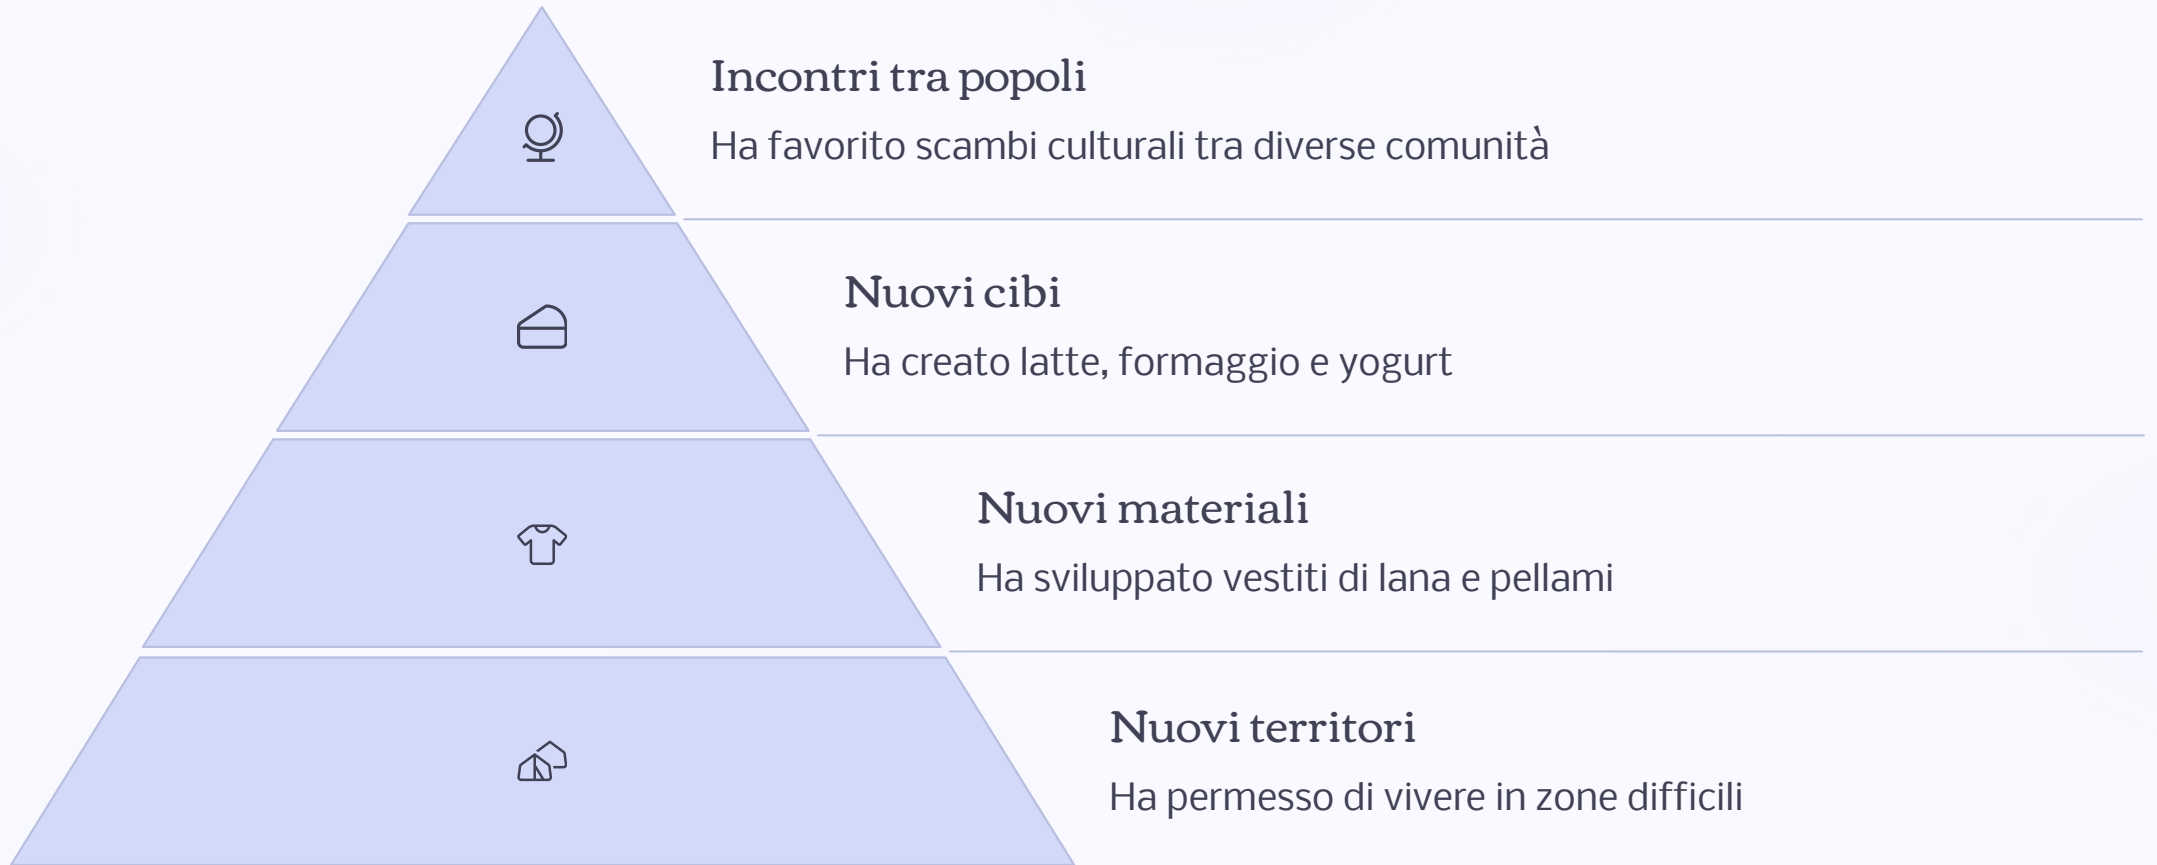 Incontri tra popoli
Ha favorito scambi culturali tra diverse comunità
Nuovi cibi
Ha creato latte, formaggio e yogurt
Nuovi materiali
Ha sviluppato vestiti di lana e pellami
Nuovi territori
Ha permesso di vivere in zone difficili